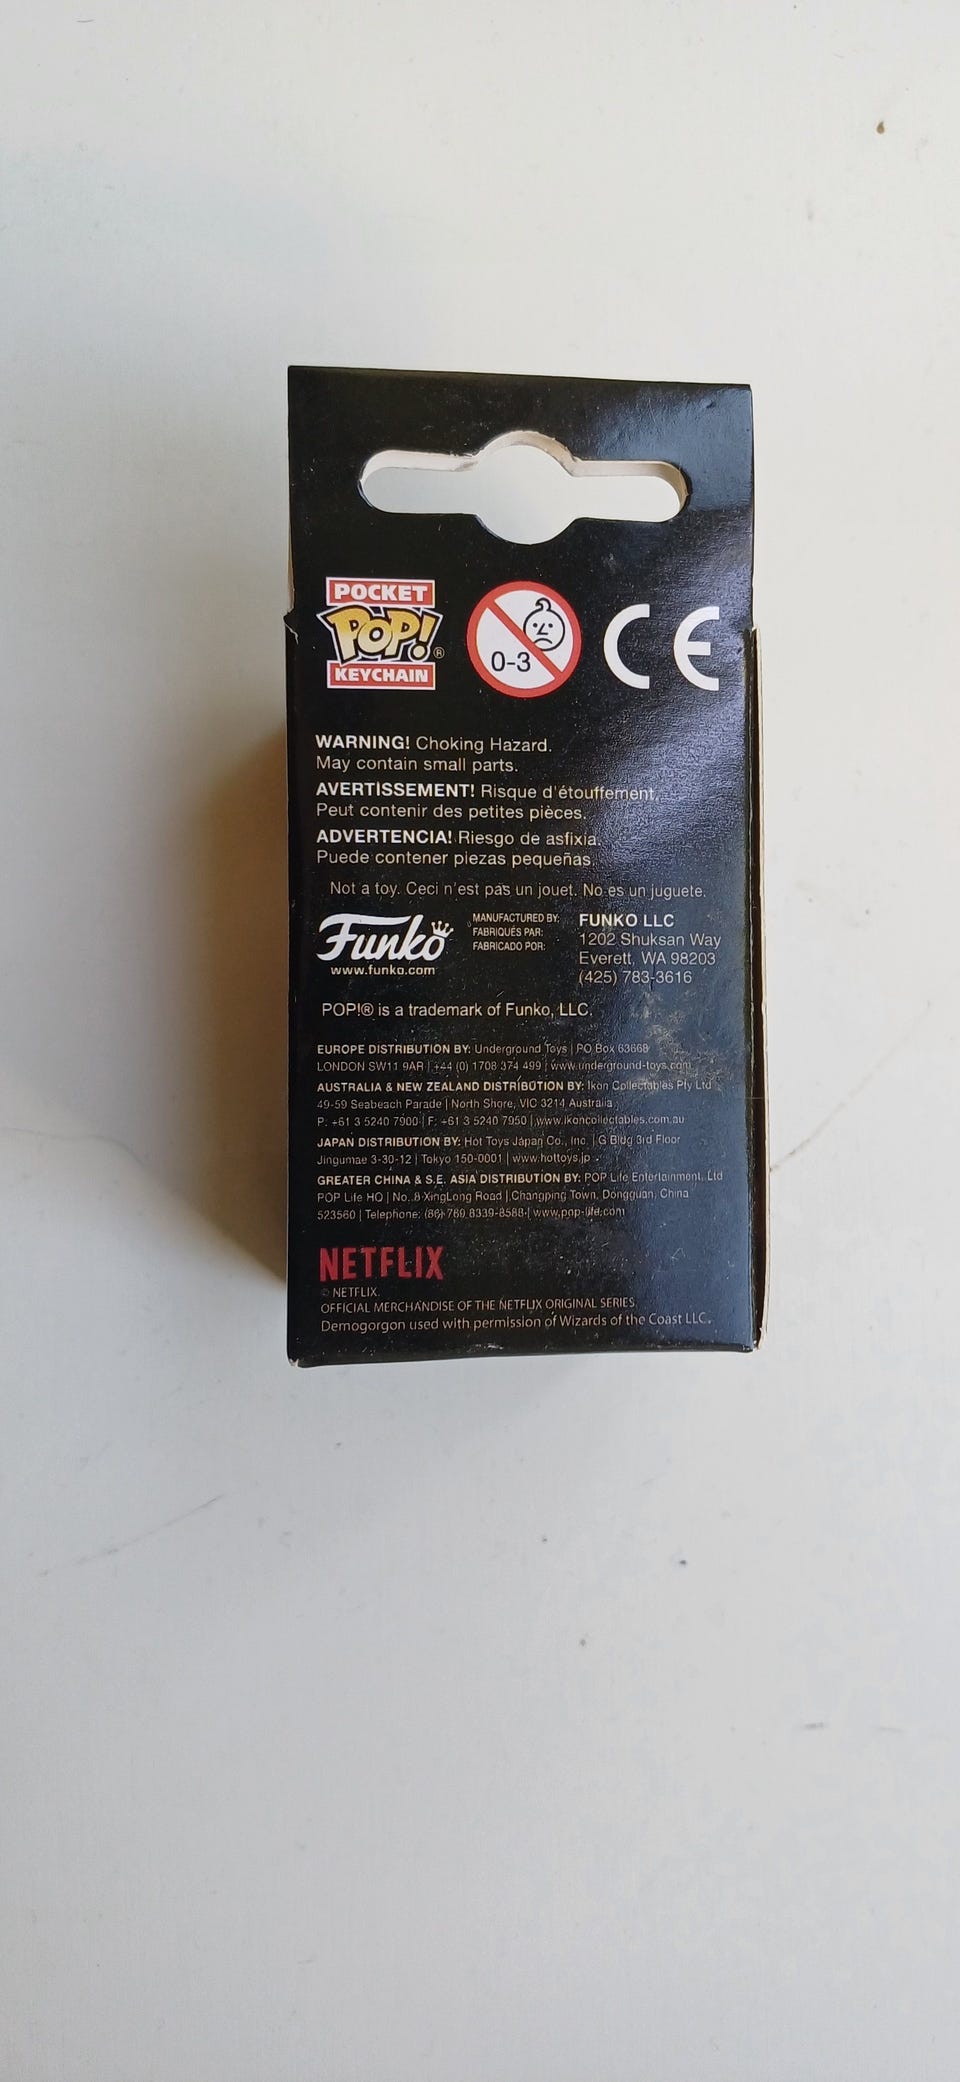 POCKET
POP!®
KEYCHAIN
0-3
CE
WARNING! Choking Hazard.
May contain small parts.
AVERTISSEMENT! Risque d'étouffement.
Peut contenir des petites pièces.
ADVERTENCIA! Riesgo de asfixia.
Puede contener piezas pequeñas.
Not a toy. Ceci n'est pas un jouet. No es un juguete.
Funko
www.funko.com
MANUFACTURED BY:
FABRIQUÉS PAR:
FABRICADO POR:
FUNKO LLC
1202 Shuksan Way
Everett, WA 98203
(425) 783-3616
POP!® is a trademark of Funko, LLC.
EUROPE DISTRIBUTION BY: Underground Toys | PO Box 63668
LONDON SW11 9AR | +44 (0) 1708 374 499 | www.underground-toys.com
AUSTRALIA & NEW ZEALAND DISTRIBUTION BY: Ikon Collectables Pty Ltd
49-59 Seabeach Parade | North Shore, VIC 3214 Australia
P: +61 3 5240 7900 | F: +61 3 5240 7950 | www.ikoncollectables.com.au
JAPAN DISTRIBUTION BY: Hot Toys Japan Co., Inc. | G Bldg 3rd Floor
Jingumae 3-30-12 | Tokyo 150-0001 | www.hottoys.jp
GREATER CHINA & S.E. ASIA DISTRIBUTION BY: POP Life Entertainment, Ltd
POP Life HQ | No. 8 XingLong Road | Changping Town, Dongguan, China
523560 | Telephone: (86) 769 8339-8588 | www.pop-life.com
NETFLIX
© NETFLIX.
OFFICIAL MERCHANDISE OF THE NETFLIX ORIGINAL SERIES
Demogorgon used with permission of Wizards of the Coast LLC.